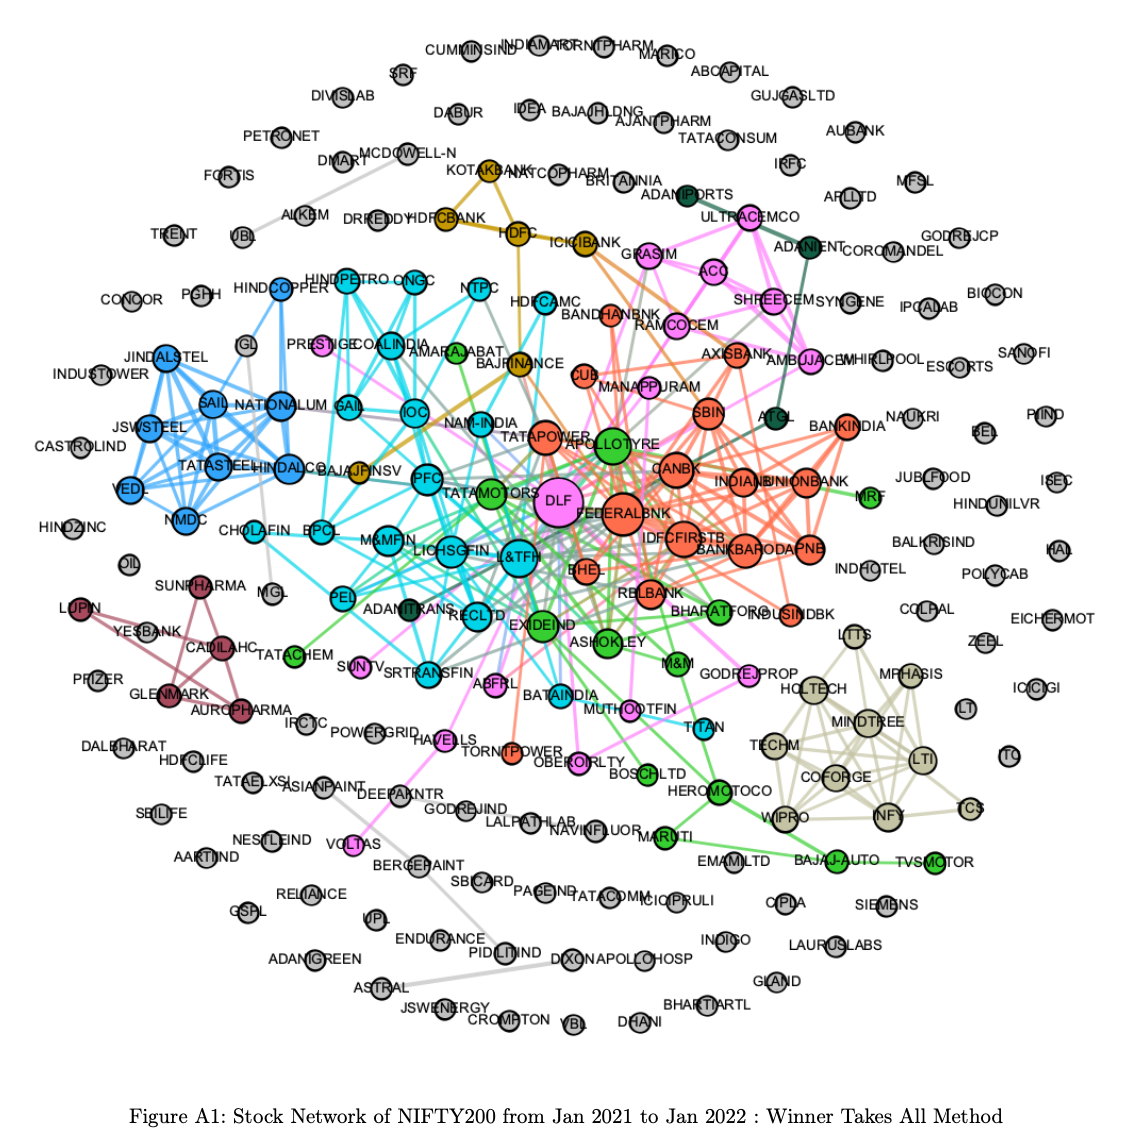 INDIAMART
TORNTPHARM
CUMMINSIND
MARICO
SRF
ABCAPITAL
DIVISLAB
GUJGASLTD
DABUR
IDEA
BAJAJHLDNG
AJANTPHARM
PETRONET
TATACONSUM
AUBANK
DMART
MCDOWELL-N
IRFC
FORTIS
KOTAKBANK
NATCOPHARM
BRITANNIA
MFSL
ADANIPORTS
APLLTD
ALKEM
DRREDDY
HDFCBANK
ULTRACEMCO
TRENT
UBL
HDFC
ICICIBANK
ADANIENT
GODREJCP
GRASIM
COROMANDEL
ACC
HINDPETRO
ONGC
HINDCOPPER
NTPC
CONCOR
PGHH
HDFCAMC
SHREECEM
SYNGENE
IPCALAB
BIOCON
BANDHANBNK
RAMCOCEM
IGL
PRESTIGE
COALINDIA
AMARAJABAT
JINDALSTEL
BAJFINANCE
AXISBANK
AMBUJACEM
WHIRLPOOL
SANOFI
INDUSTOWER
CUB
ESCORTS
MANAPPURAM
SAIL
NATIONALUM
GAIL
IOC
SBIN
ATGL
NAUKRI
PIIND
JSWSTEEL
NAM-INDIA
TATAPOWER
APOLLOTYRE
BANKINDIA
BEL
CASTROLIND
TATASTEEL
HINDALCO
BAJAJFINSV
PFC
CANBK
VEDL
TATAMOTORS
DLF
INDIANB
UNIONBANK
MRF
JUBLFOOD
ISEC
FEDERALBNK
HINDUNILVR
NMDC
HINDZINC
CHOLAFIN
BPCL
M&MFIN
LICHSGFIN
L&TFH
IDFCFIRSTB
BANKBARODA
PNB
BALKRISIND
HAL
OIL
BHEL
INDHOTEL
POLYCAB
SUNPHARMA
MGL
PEL
RBLBANK
LUPIN
ADANITRANS
RECLTD
EXIDEIND
BHARATFORG
INDUSINDBK
COLPAL
EICHERMOT
YESBANK
CADILAHC
TATACHEM
ASHOKLEY
LTTS
ZEEL
SUNTV
M&M
PFIZER
SRTRANSFIN
GODREJPROP
MPHASIS
GLENMARK
ABFRL
BATAINDIA
HCLTECH
ICICIGI
AUROPHARMA
MUTHOOTFIN
LT
IRCTC
MINDTREE
POWERGRID
TITAN
DALBHARAT
HAVELLS
TECHM
HDFCLIFE
TORNTPOWER
OBEROIRLTY
LTI
ITC
TATAELXSI
ASIANPAINT
BOSCHLTD
COFORGE
DEEPAKNTR
HEROMOTOCO
SBILIFE
GODREJIND
LALPATHLAB
WIPRO
INFY
TCS
NESTLEIND
VOLTAS
NAVINFLUOR
MARUTI
AARTIIND
BERGEPAINT
EMAMILTD
BAJAJ-AUTO
TVSMOTOR
RELIANCE
SBICARD
PAGEIND
TATACOMM
ICICIPRULI
CIPLA
SIEMENS
GSPL
UPL
ENDURANCE
PIDILITIND
INDIGO
LAURUSLABS
ADANIGREEN
DIXON
APOLLOHOSP
ASTRAL
GLAND
JSWENERGY
BHARTIARTL
CROMPTON
VBL
DHANI
Figure A1: Stock Network of NIFTY200 from Jan 2021 to Jan 2022 : Winner Takes All Method